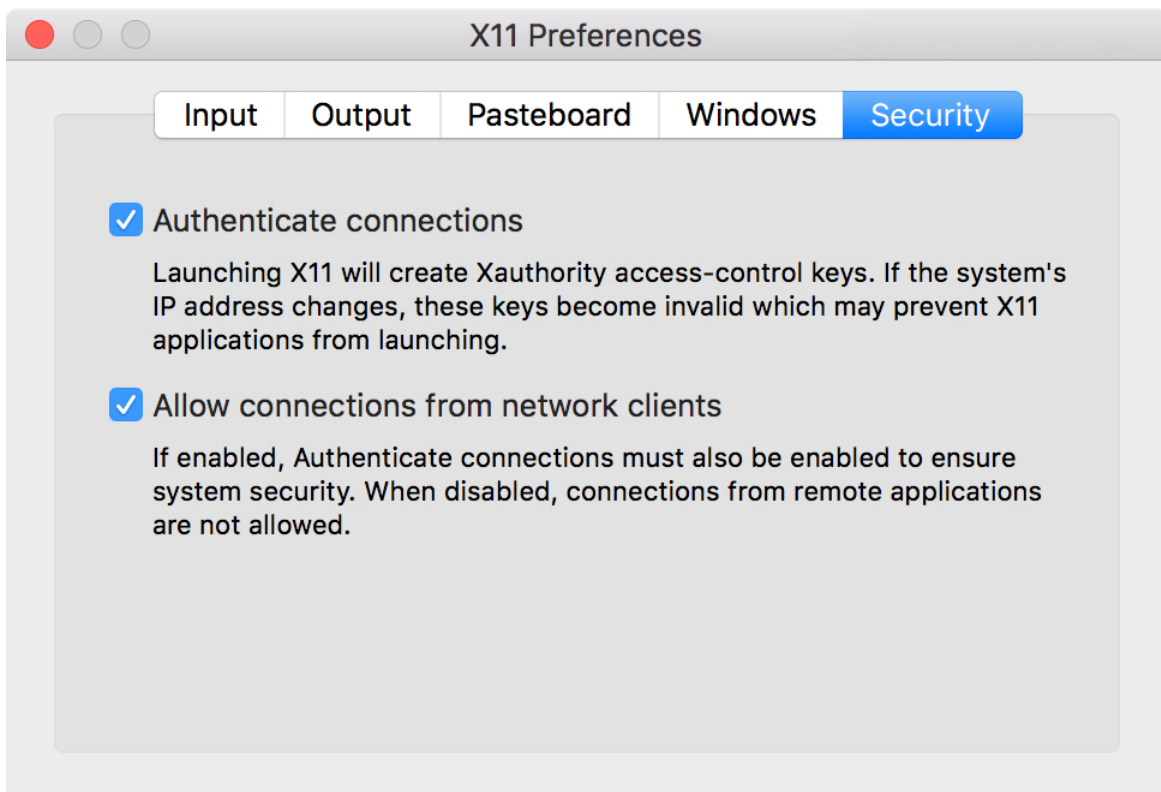 X11 Preferences
Input Output Pasteboard Windows Security
Authenticate connections
Launching X11 will create Xauthority access-control keys. If the system's
IP address changes, these keys become invalid which may prevent X11
applications from launching.
Allow connections from network clients
If enabled, Authenticate connections must also be enabled to ensure
system security. When disabled, connections from remote applications
are not allowed.